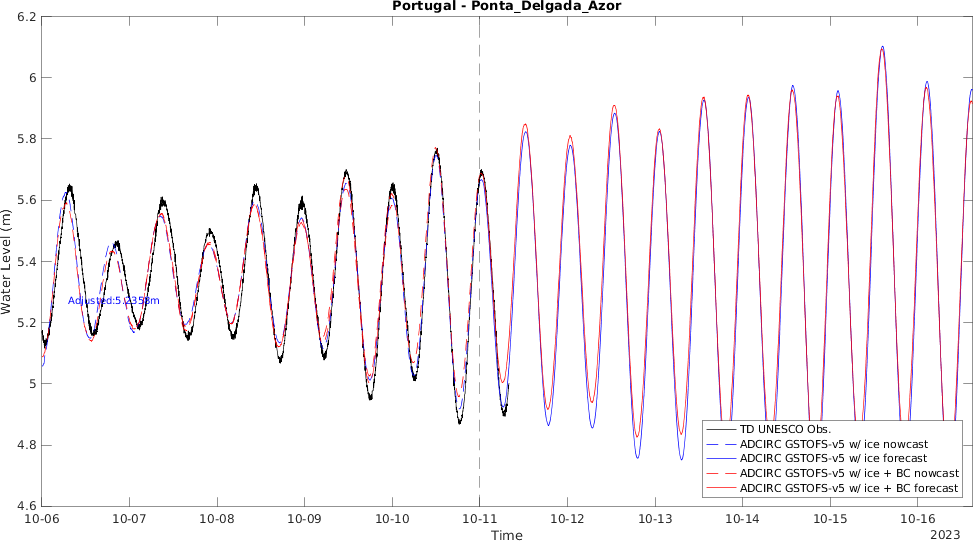 Portugal - Ponta_Delgada_Azor
6.2
6
5.8
5.6
5.4
5.2
5
4.8
4.6
Water Level (m)
Adjusted:5.2353m
TD UNESCO Obs.
ADCIRC GSTOFS-v5 w/ ice nowcast
ADCIRC GSTOFS-v5 w/ ice forecast
ADCIRC GSTOFS-v5 w/ ice + BC nowcast
ADCIRC GSTOFS-v5 w/ ice + BC forecast
10-06 10-07 10-08 10-09 10-10 10-11 10-12 10-13 10-14 10-15 10-16
Time
2023